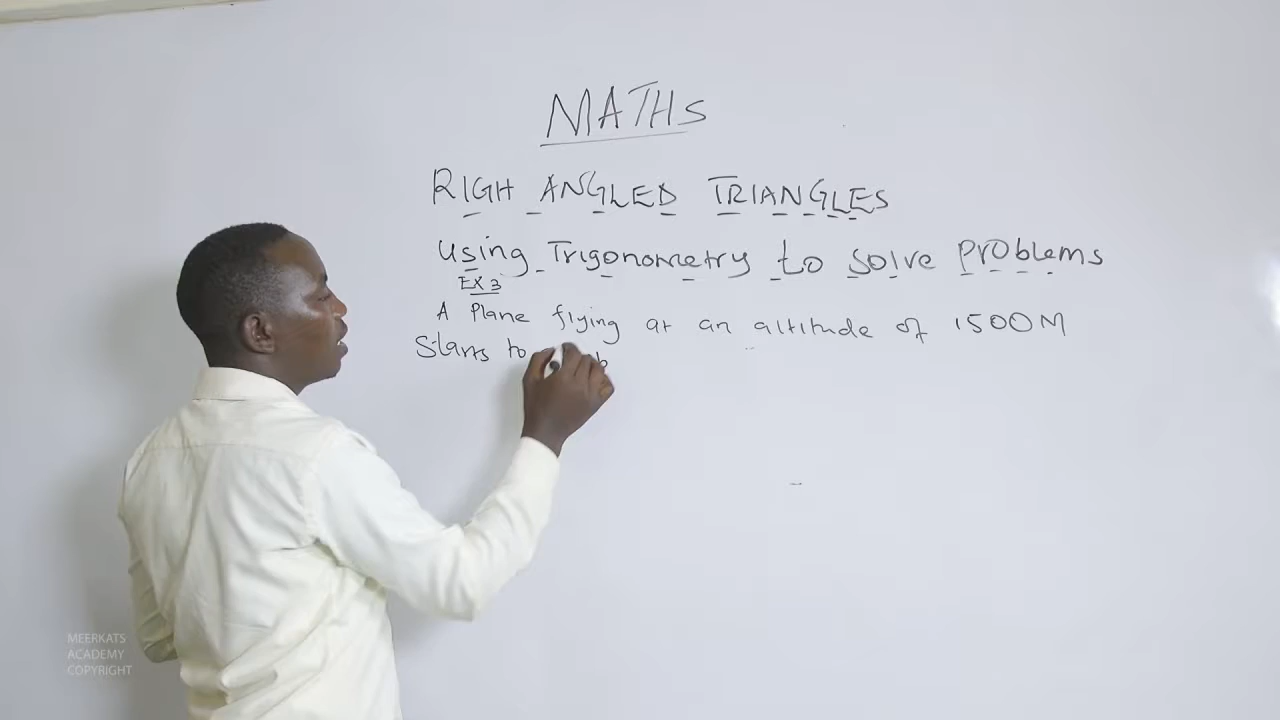 MATHS
RIGH ANGLED TRIANGLES
Using Trigonometry to solve problems
EX 3
A Plane flying at an altitude of 1500M
Starts to
MEERKATS
ACADEMY
COPYRIGHT